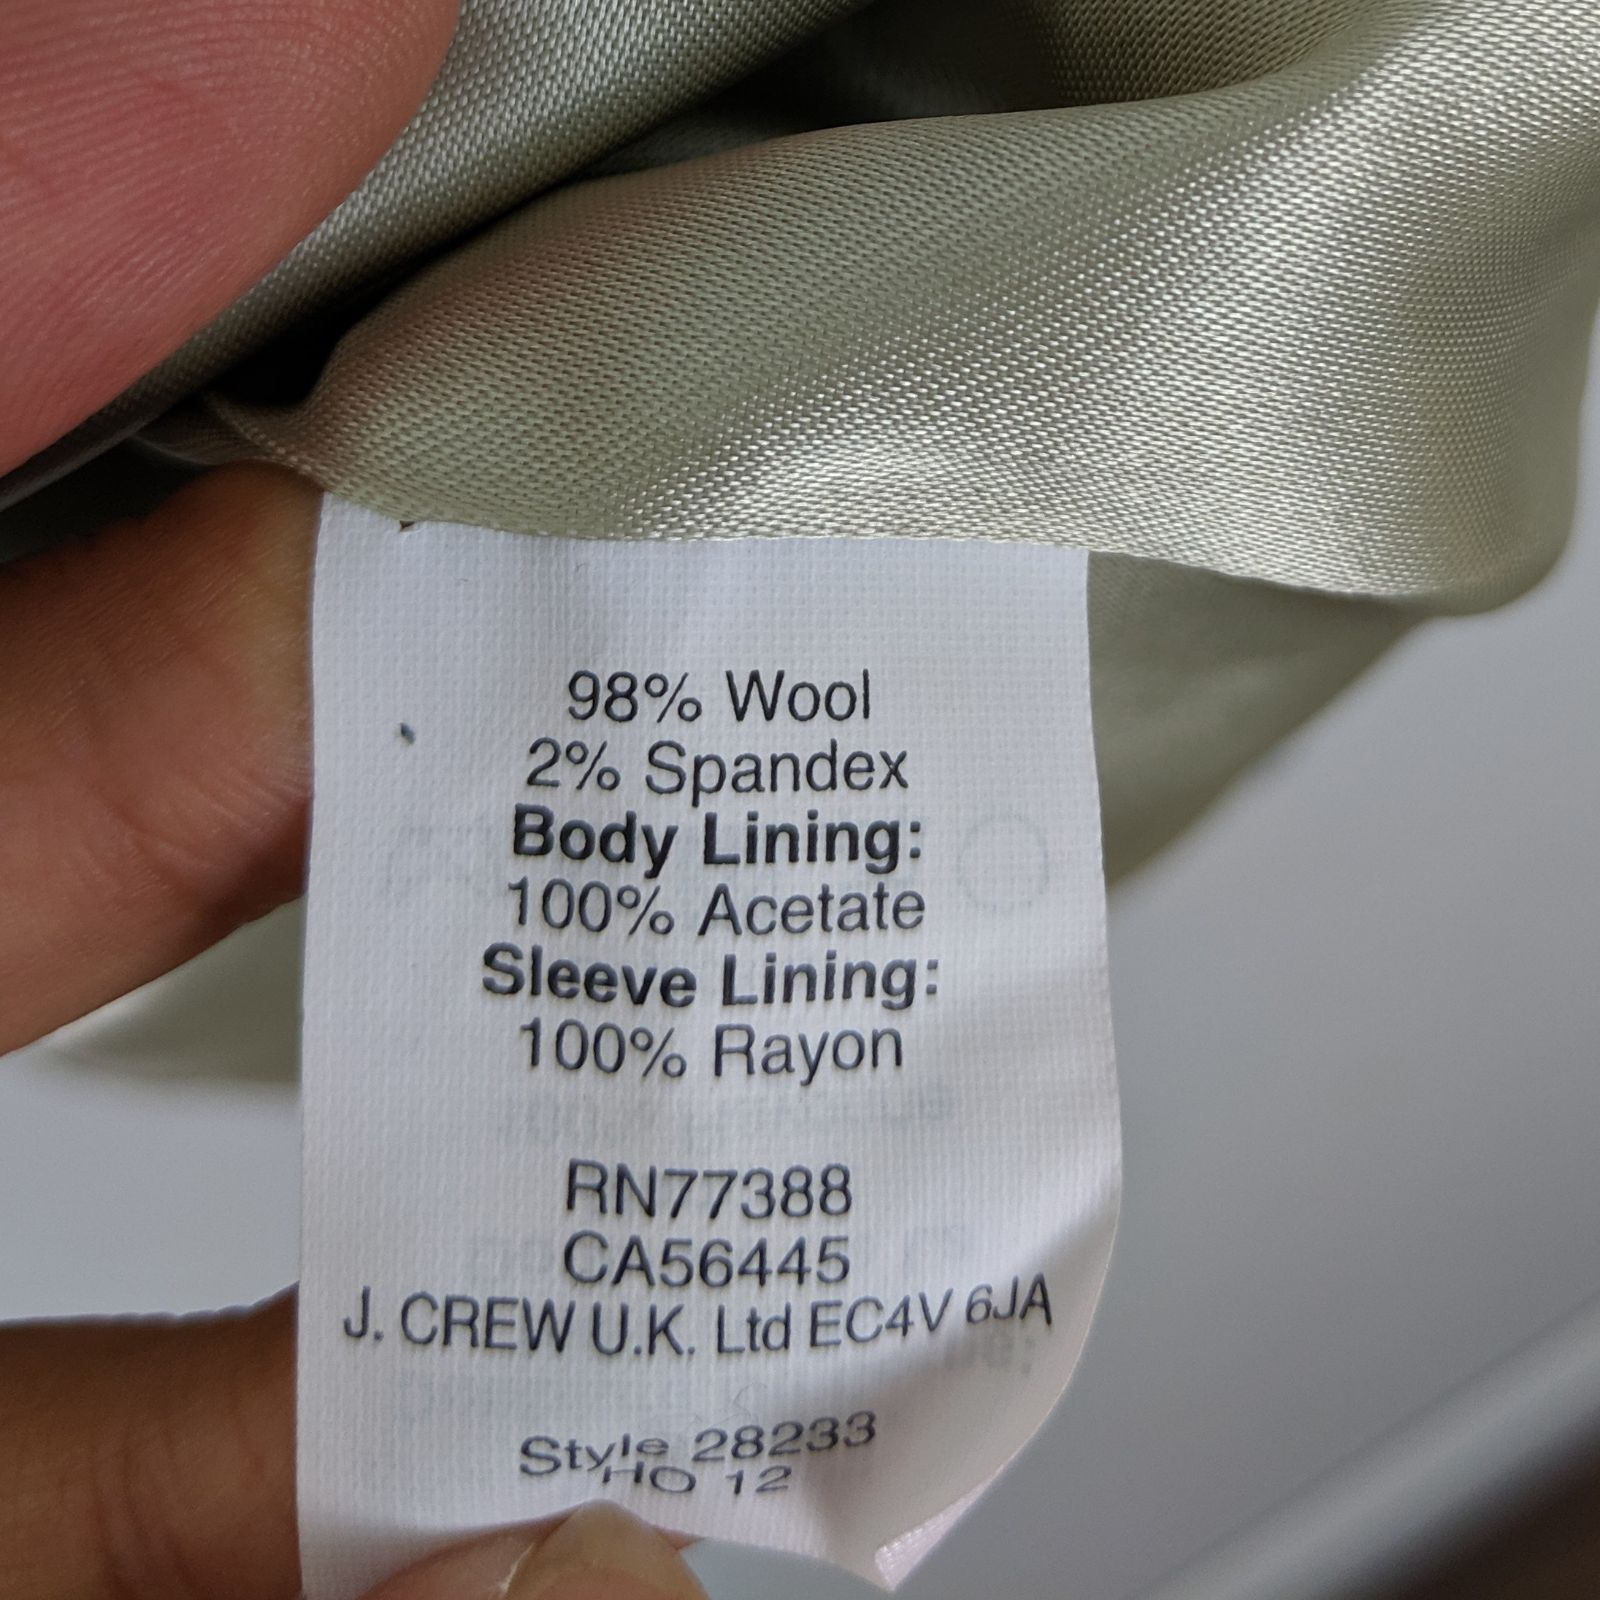 98% Wool
2% Spandex
Body Lining:
100% Acetate
Sleeve Lining:
100% Rayon
RN77388
CA56445
J. CREW U.K. Ltd EC4V 6JA
Style 28233
HO 12